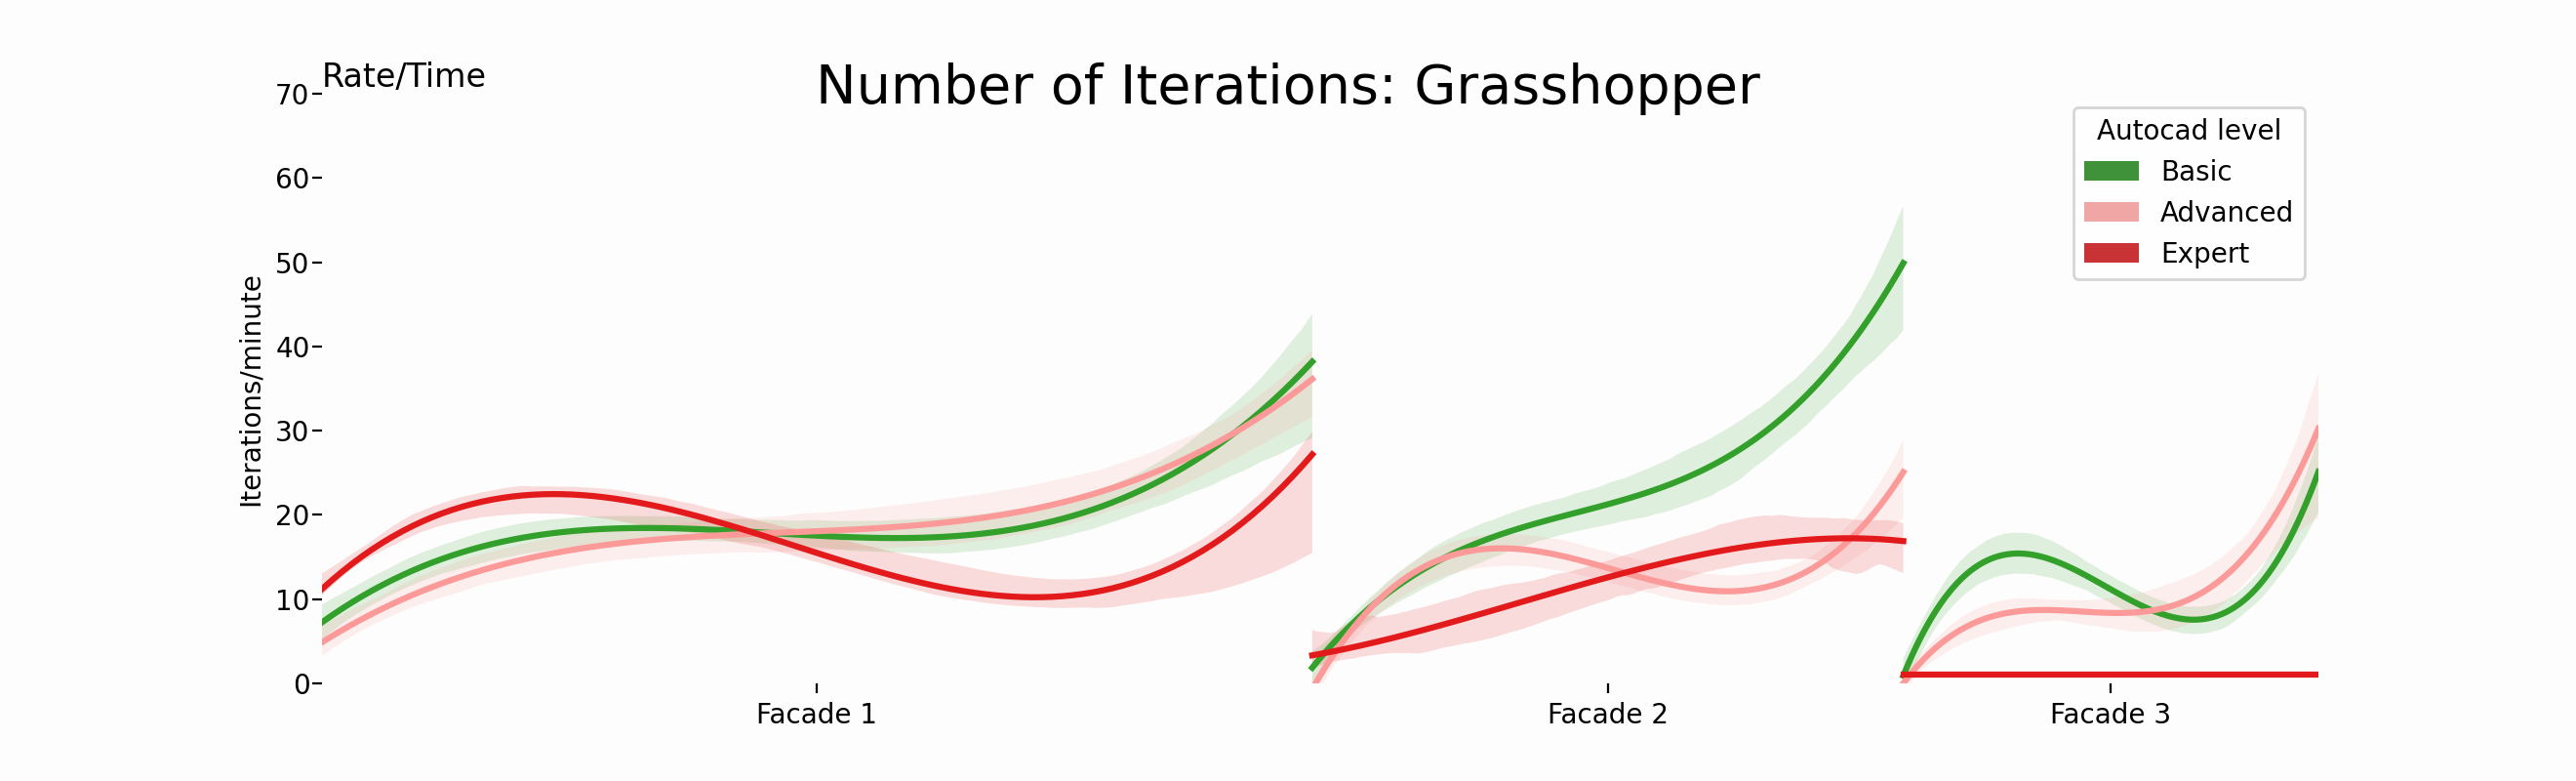 Rate/Time
Number of Iterations: Grasshopper
Iterations/minute
70
60
50
40
30
20
10
0
Autocad level
Basic
Advanced
Expert
Facade 1
Facade 2
Facade 3